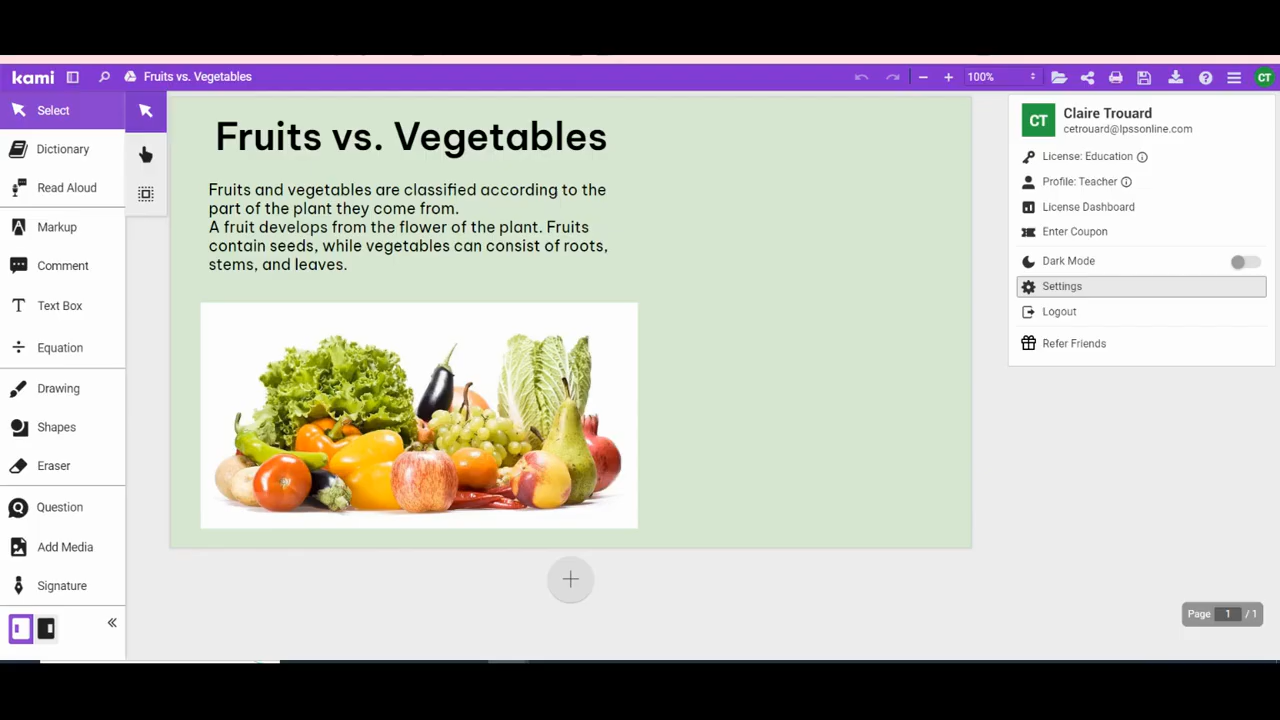 kami
Fruits vs. Vegetables
100%
CT
Select
Dictionary
Read Aloud
Markup
Comment
Text Box
Equation
Drawing
Shapes
Eraser
Question
Add Media
Signature
Fruits vs. Vegetables
Fruits and vegetables are classified according to the
part of the plant they come from.
A fruit develops from the flower of the plant. Fruits
contain seeds, while vegetables can consist of roots,
stems, and leaves.
CT
Claire Trouard
cetrouard@lpssonline.com
License: Education
Profile: Teacher
License Dashboard
Enter Coupon
Dark Mode
Settings
Logout
Refer Friends
Page 1 / 1